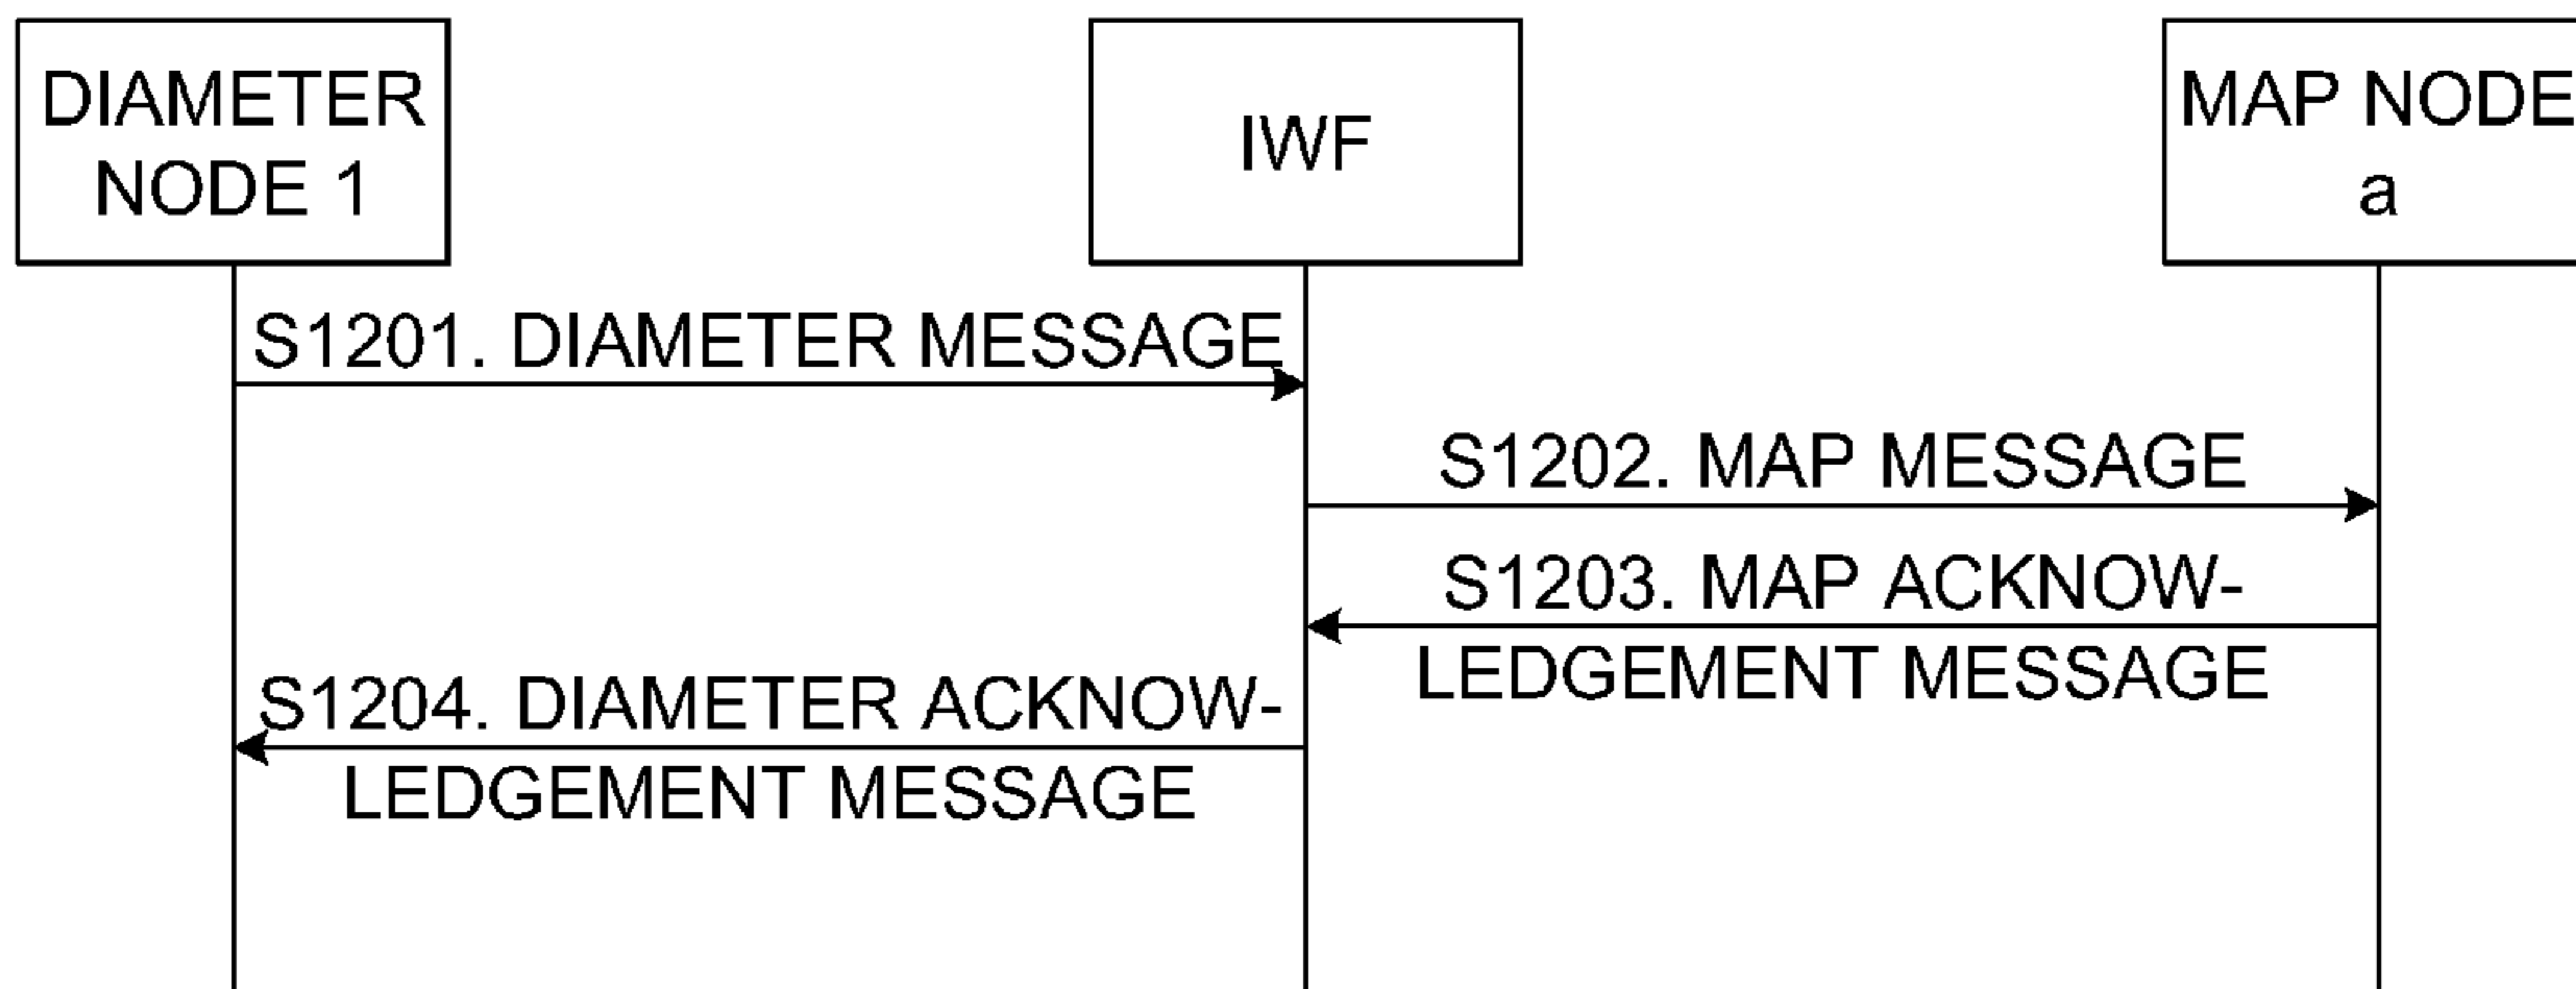 DIAMETER
NODE 1
IWF
MAP NODE
a
S1201. DIAMETER MESSAGE
S1202. MAP MESSAGE
S1203. MAP ACKNOW-
LEDGEMENT MESSAGE
S1204. DIAMETER ACKNOW-
LEDGEMENT MESSAGE